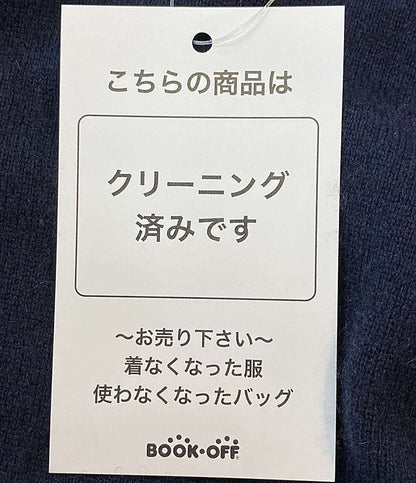 こちらの商品は
クリーニング
済みです
～お売り下さい～
着なくなった服
使わなくなったバッグ
BOOK・OFF